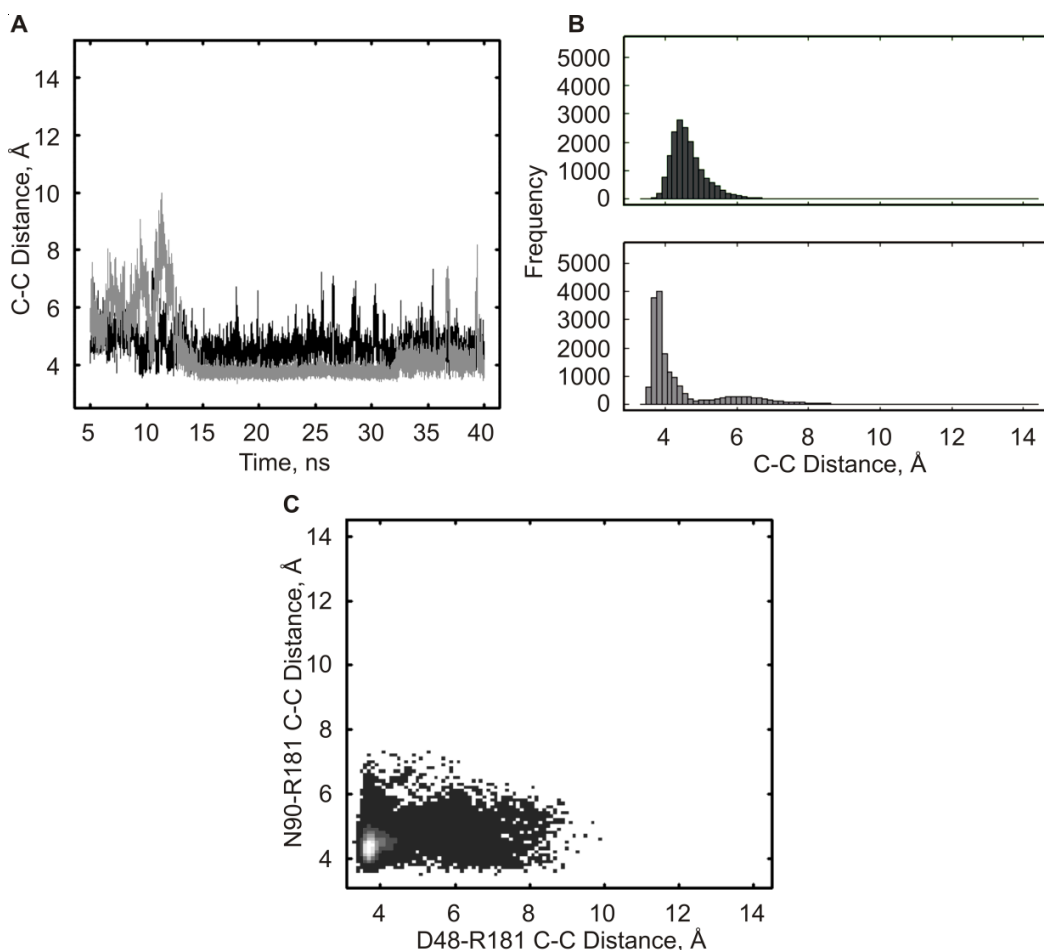 A
C-C Distance, Å
14
12
10
8
6
4
5 10 15 20 25 30 35 40
Time, ns
B
Frequency
5000
4000
3000
2000
1000
0
5000
4000
3000
2000
1000
0
4 6 8 10 12 14
C-C Distance, Å
C
N90-R181 C-C Distance, Å
14
12
10
8
6
4
4 6 8 10 12 14
D48-R181 C-C Distance, Å